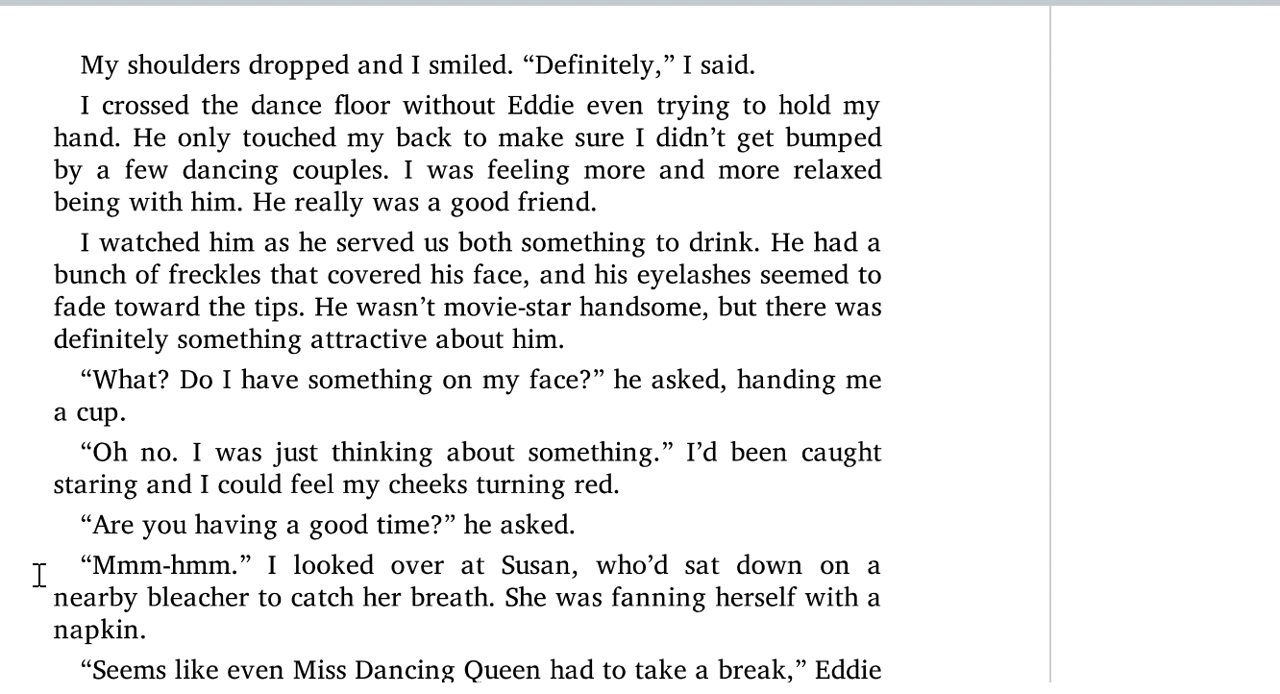 My shoulders dropped and I smiled. “Definitely,” I said.
I crossed the dance floor without Eddie even trying to hold my
hand. He only touched my back to make sure I didn’t get bumped
by a few dancing couples. I was feeling more and more relaxed
being with him. He really was a good friend.
I watched him as he served us both something to drink. He had a
bunch of freckles that covered his face, and his eyelashes seemed to
fade toward the tips. He wasn’t movie-star handsome, but there was
definitely something attractive about him.
“What? Do I have something on my face?” he asked, handing me
a cup.
“Oh no. I was just thinking about something.” I’d been caught
staring and I could feel my cheeks turning red.
“Are you having a good time?” he asked.
“Mmm-hmm.” I looked over at Susan, who’d sat down on a
nearby bleacher to catch her breath. She was fanning herself with a
napkin.
“Seems like even Miss Dancing Queen had to take a break,” Eddie